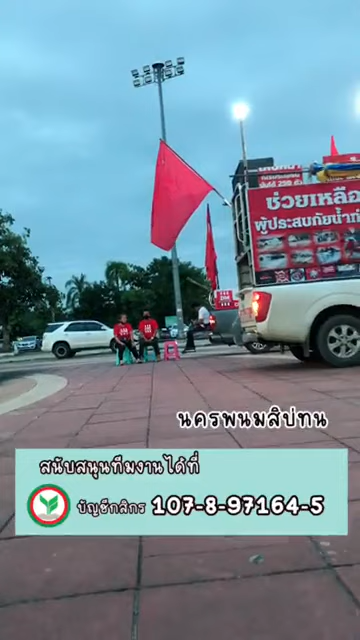 ช่วยเหลือ
ผู้ประสบภัยน้ำท่
นครพนมสิปทน
สนับสนุนทีมงานได้ที่
บัญชีกสิกร 107-8-97164-5